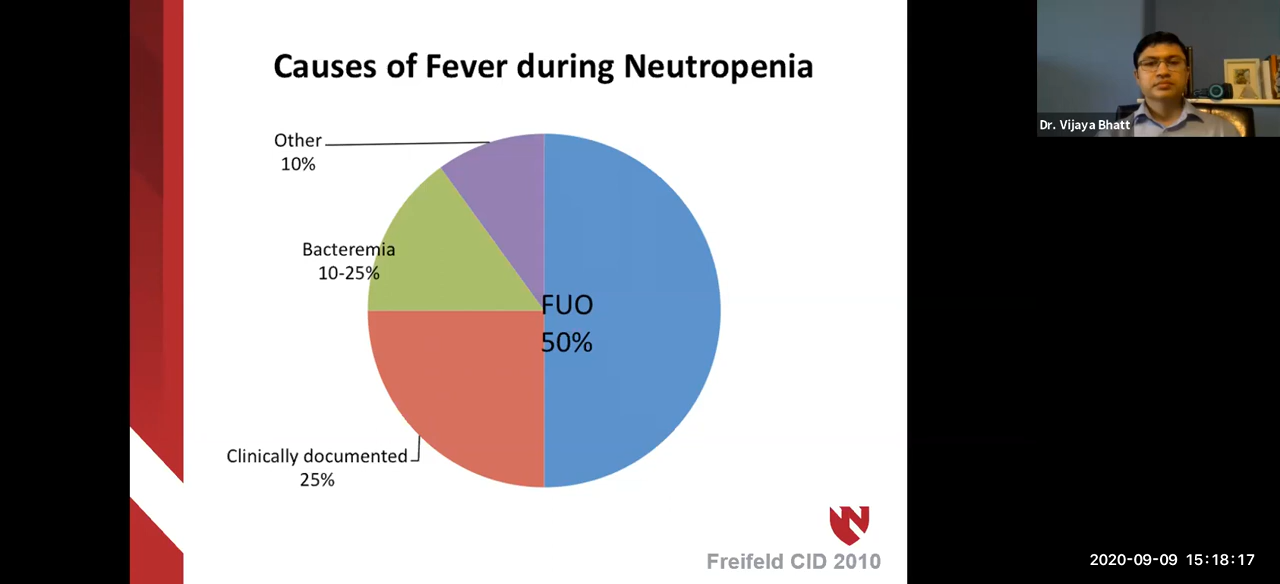 Causes of Fever during Neutropenia
Dr. Vijaya Bhatt
Other
10%
Bacteremia
10-25%
FUO
50%
Clinically documented
25%
Freifeld CID 2010
2020-09-09 15:18:17